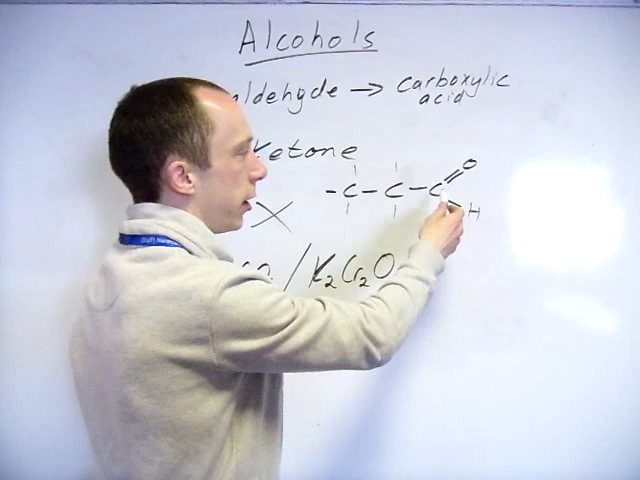 Alcohols
aldehyde → carboxylic
acid
Ketone
O
- C - C - C
H
X
/ K₂Cr₂O